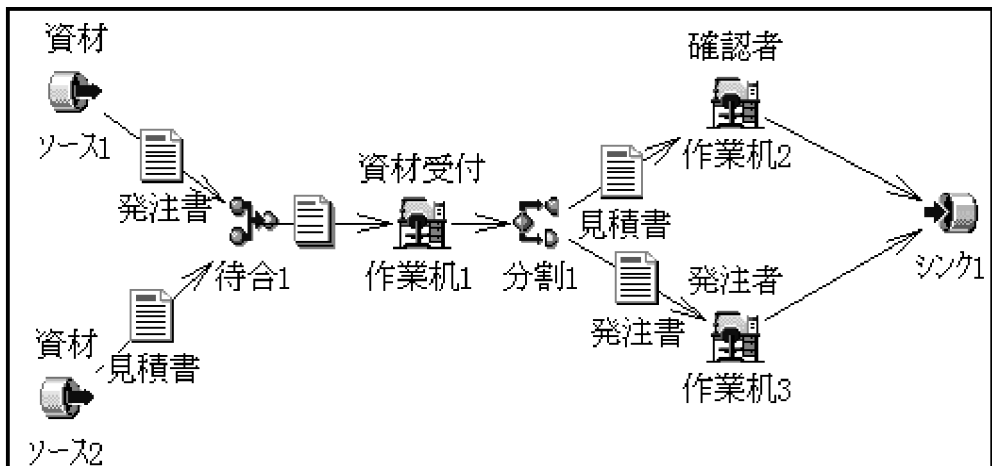 資材
ソース1
発注書
待合1
資材
見積書
ソース2
資材受付
作業机1
分割1
確認者
作業机2
見積書
発注者
発注書
作業机3
シンク1